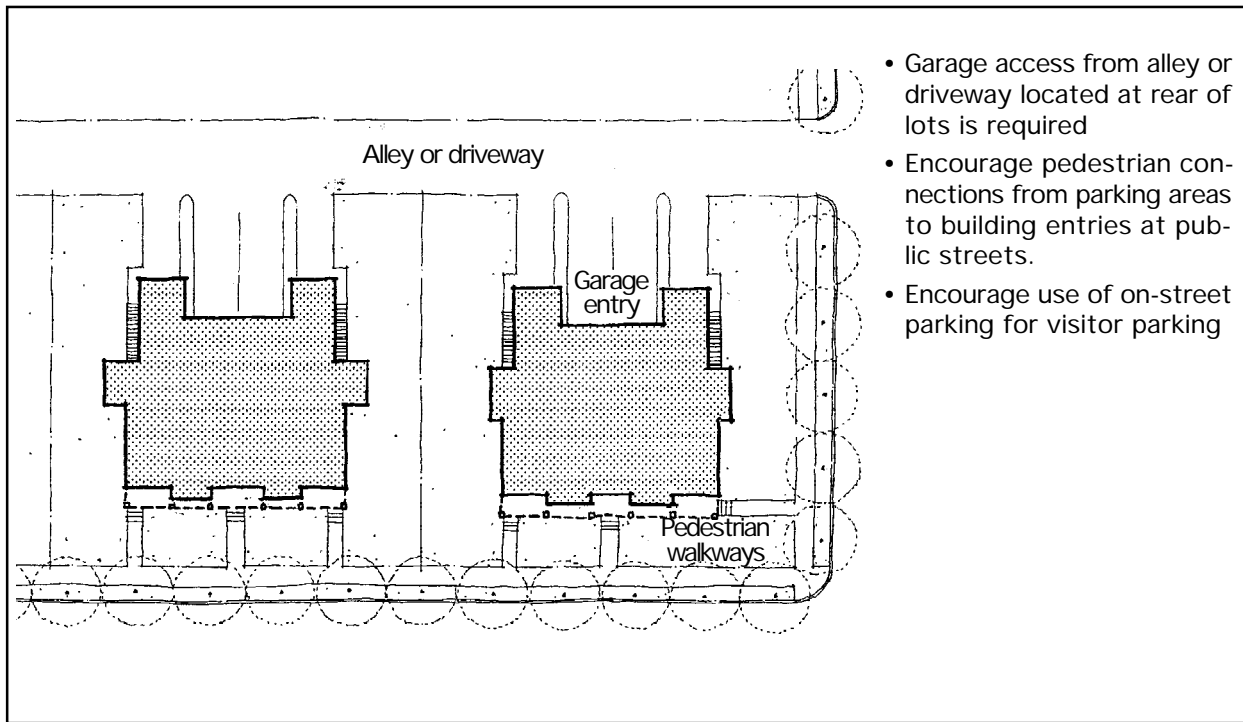 Alley or driveway
Garage
entry
Pedestrian
walkways
• Garage access from alley or
driveway located at rear of
lots is required
• Encourage pedestrian con-
nections from parking areas
to building entries at pub-
lic streets.
• Encourage use of on-street
parking for visitor parking